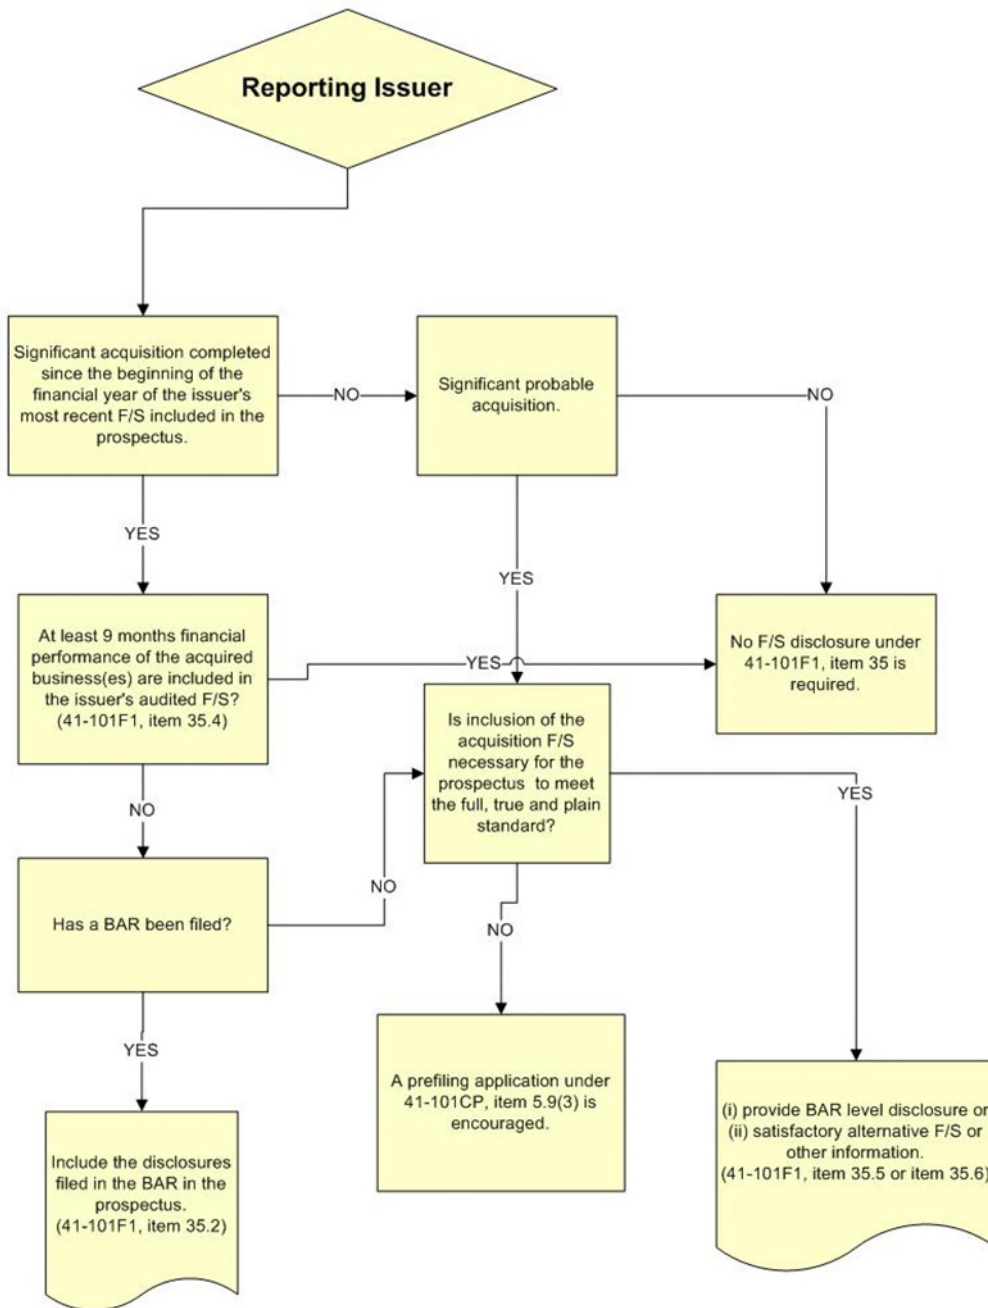 Reporting Issuer
Significant acquisition completed
since the beginning of the
financial year of the issuer's
most recent F/S included in the
prospectus.
NO
Significant probable
acquisition.
NO
YES
YES
At least 9 months financial
performance of the acquired
business(es) are included in
the issuer's audited F/S?
(41-101F1, item 35.4)
YES
No F/S disclosure under
41-101F1, item 35 is
required.
Is inclusion of the
acquisition F/S
necessary for the
prospectus to meet
the full, true and plain
standard?
NO
YES
Has a BAR been filed?
NO
NO
YES
A prefiling application under
41-101CP, item 5.9(3) is
encouraged.
(i) provide BAR level disclosure or
(ii) satisfactory alternative F/S or
other information.
(41-101F1, item 35.5 or item 35.6)
Include the disclosures
filed in the BAR in the
prospectus.
(41-101F1, item 35.2)